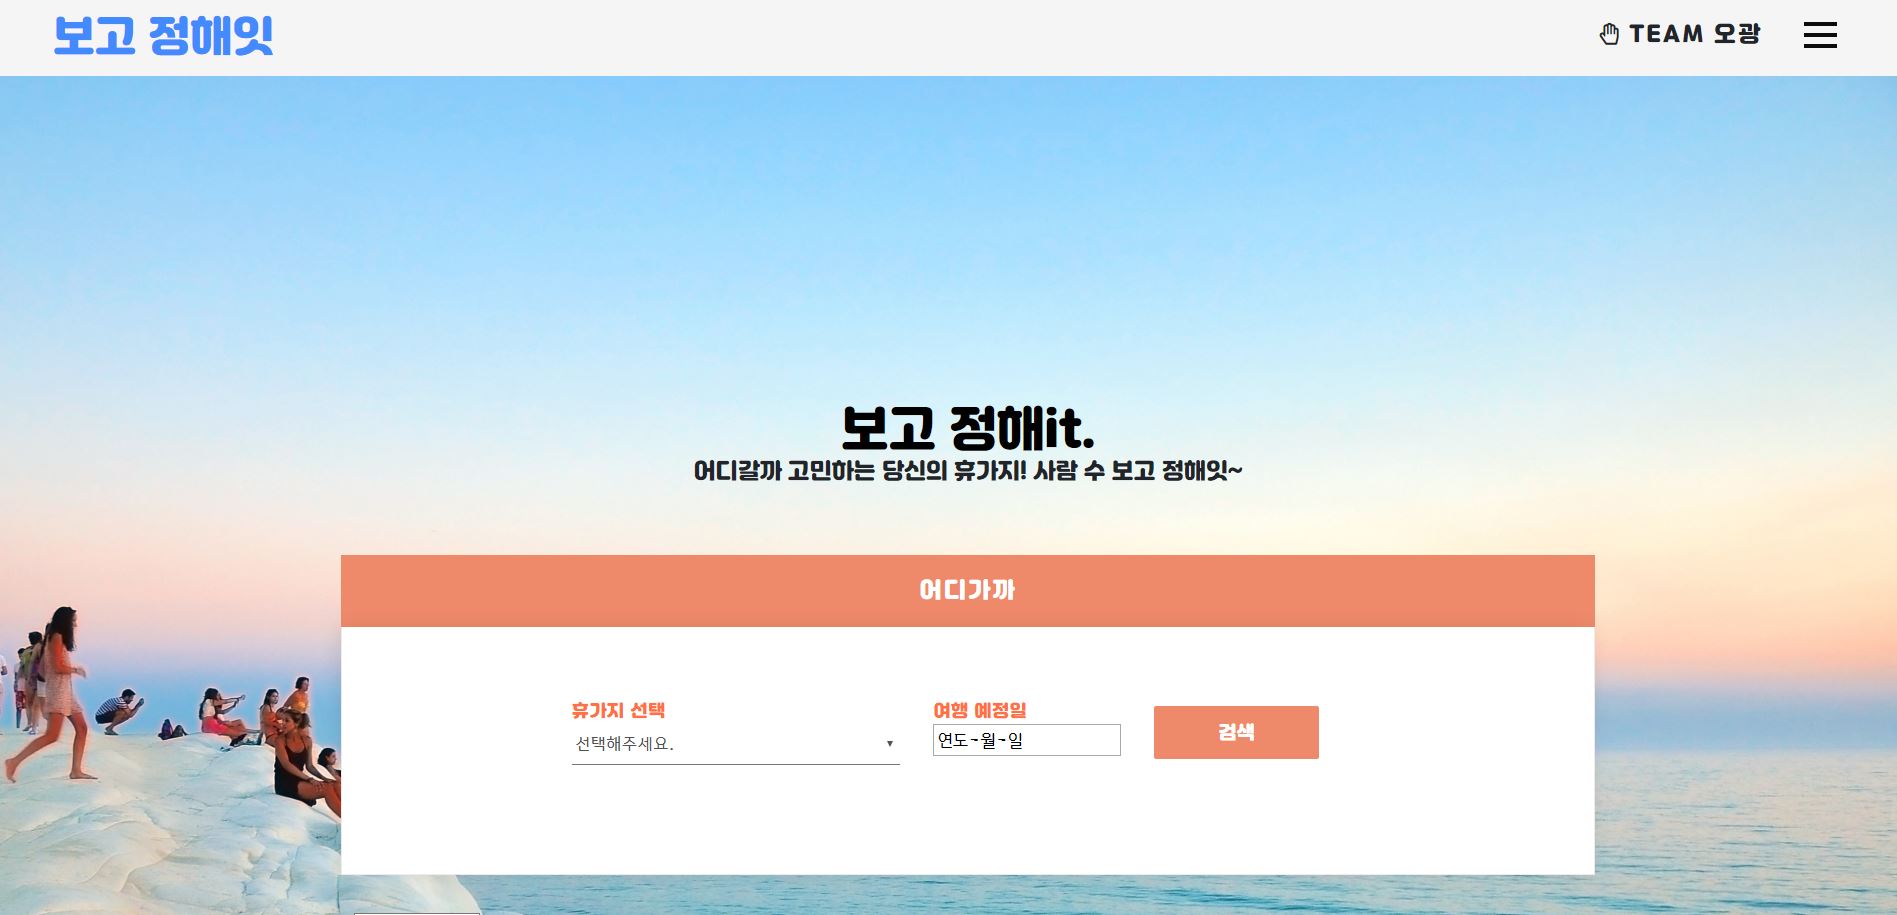 보고 정해잇
TEAM 오광
보고 정해it.
어디갈까 고민하는 당신의 휴가지! 사람 수 보고 정해잇~
어디가까
휴가지 선택
여행 예정일
선택해주세요.
연도-월-일
검색